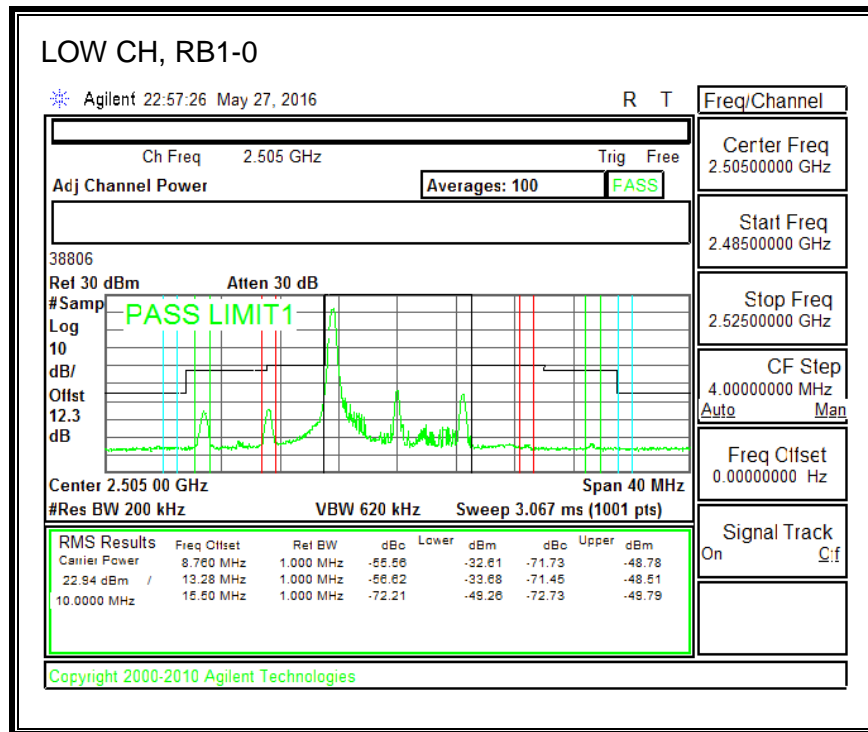 LOW CH, RB1-0
Agilent 22:57:26 May 27, 2016 R T
Freq/Channel
Ch Freq 2.505 GHz Trig Free
Adj Channel Power Averages: 100 PASS
Center Freq
2.50500000 GHz
Start Freq
2.48500000 GHz
Stop Freq
2.52500000 GHz
CF Step
4.00000000 MHz
Auto Man
Freq Offset
0.00000000 Hz
Signal Track
On Off
38806
Ref 30 dBm Atten 30 dB
#Samp
Log
10
dB/
Offst
12.3
dB
PASS LIMIT1
Center 2.505 00 GHz Span 40 MHz
#Res BW 200 kHz VBW 620 kHz Sweep 3.067 ms (1001 pts)
RMS Results Freq Offset Ref BW dBc Lower dBm dBc Upper dBm
Carrier Power 8.760 MHz 1.000 MHz -55.56 -32.61 -71.73 -48.78
22.94 dBm / 13.28 MHz 1.000 MHz -56.62 -33.68 -71.45 -48.51
10.0000 MHz 15.50 MHz 1.000 MHz -72.21 -49.26 -72.73 -49.79
Copyright 2000-2010 Agilent Technologies